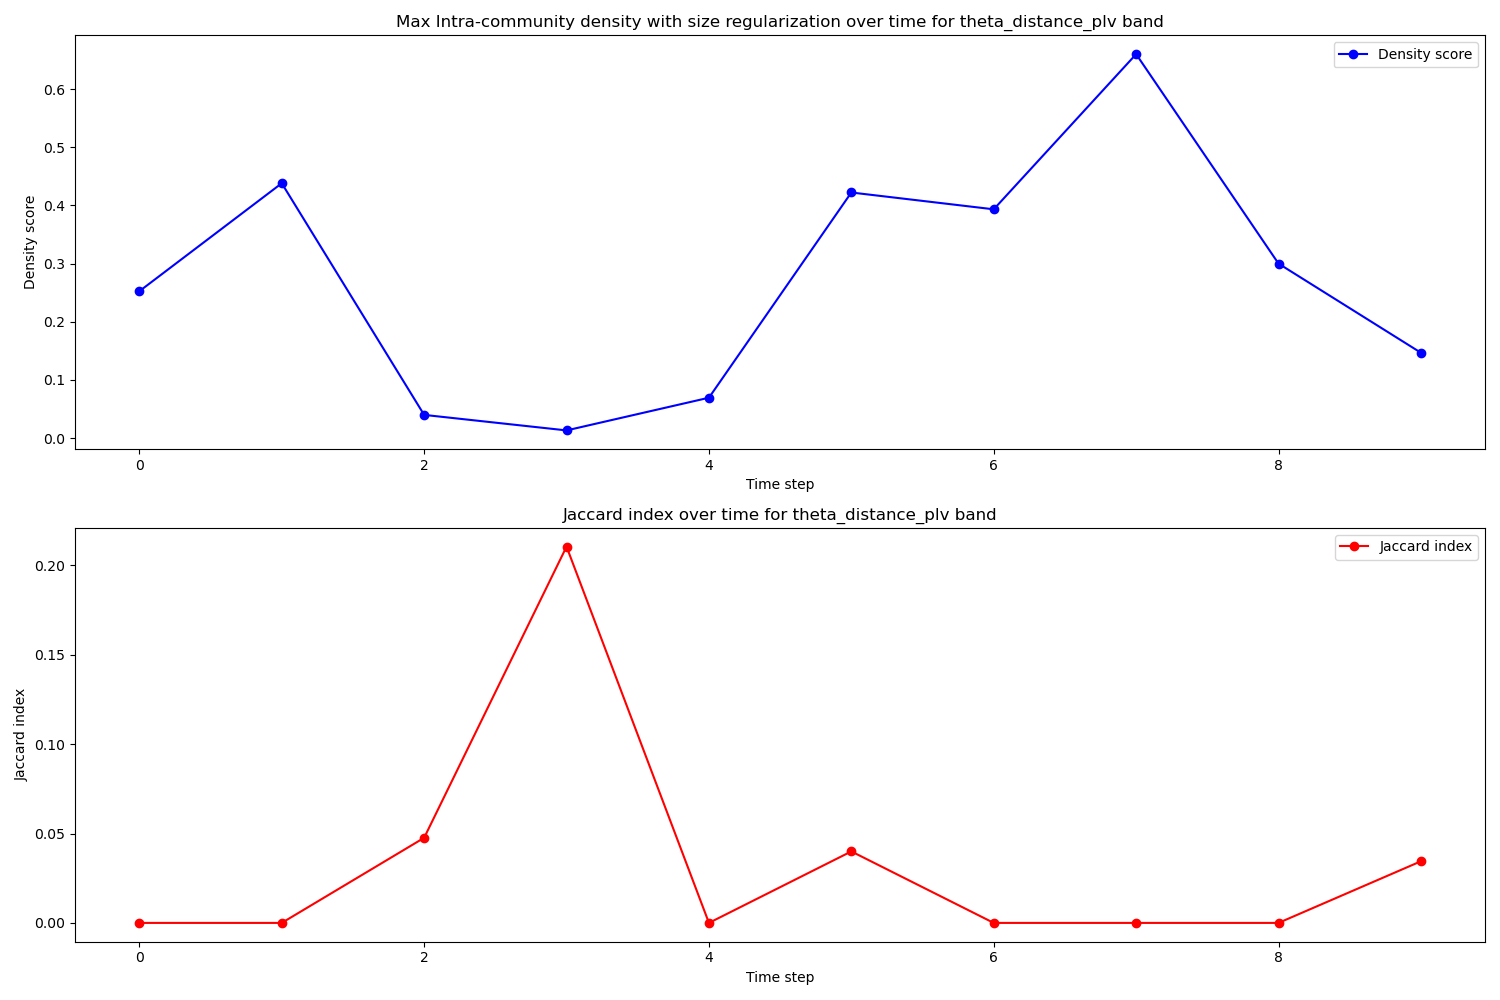 Max Intra-community density with size regularization over time for theta_distance_plv band
Density score
Density score
0.6
0.5
0.4
0.3
0.2
0.1
0.0
0 2 4 6 8
Time step
Jaccard index over time for theta_distance_plv band
Jaccard index
Jaccard index
0.20
0.15
0.10
0.05
0.00
0 2 4 6 8
Time step